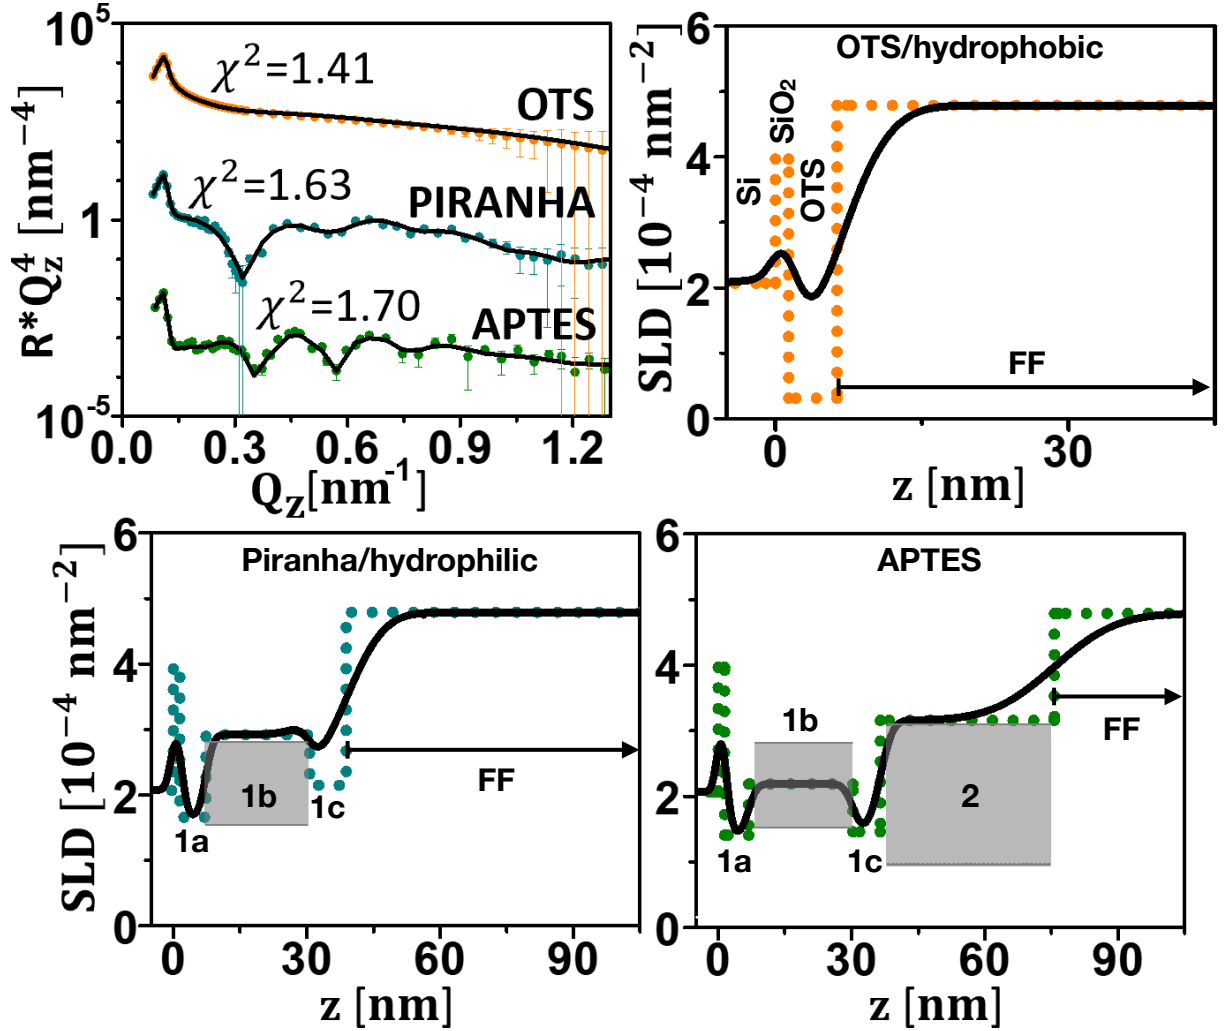 10⁵
1
10⁻⁵
R*Q_z⁴ [nm⁻⁴]
χ²=1.41
OTS
χ²=1.63
PIRANHA
χ²=1.70
APTES
0.0 0.3 0.6 0.9 1.2
Q_z[nm⁻¹]
OTS/hydrophobic
6
4
2
0
SLD [10⁻⁴ nm⁻²]
Si
SiO₂
OTS
FF
0 30
z [nm]
Piranha/hydrophilic
6
4
2
0
SLD [10⁻⁴ nm⁻²]
1a
1b
1c
FF
0 30 60 90
z [nm]
APTES
6
4
2
0
1b
1a
1c
2
FF
0 30 60 90
z [nm]